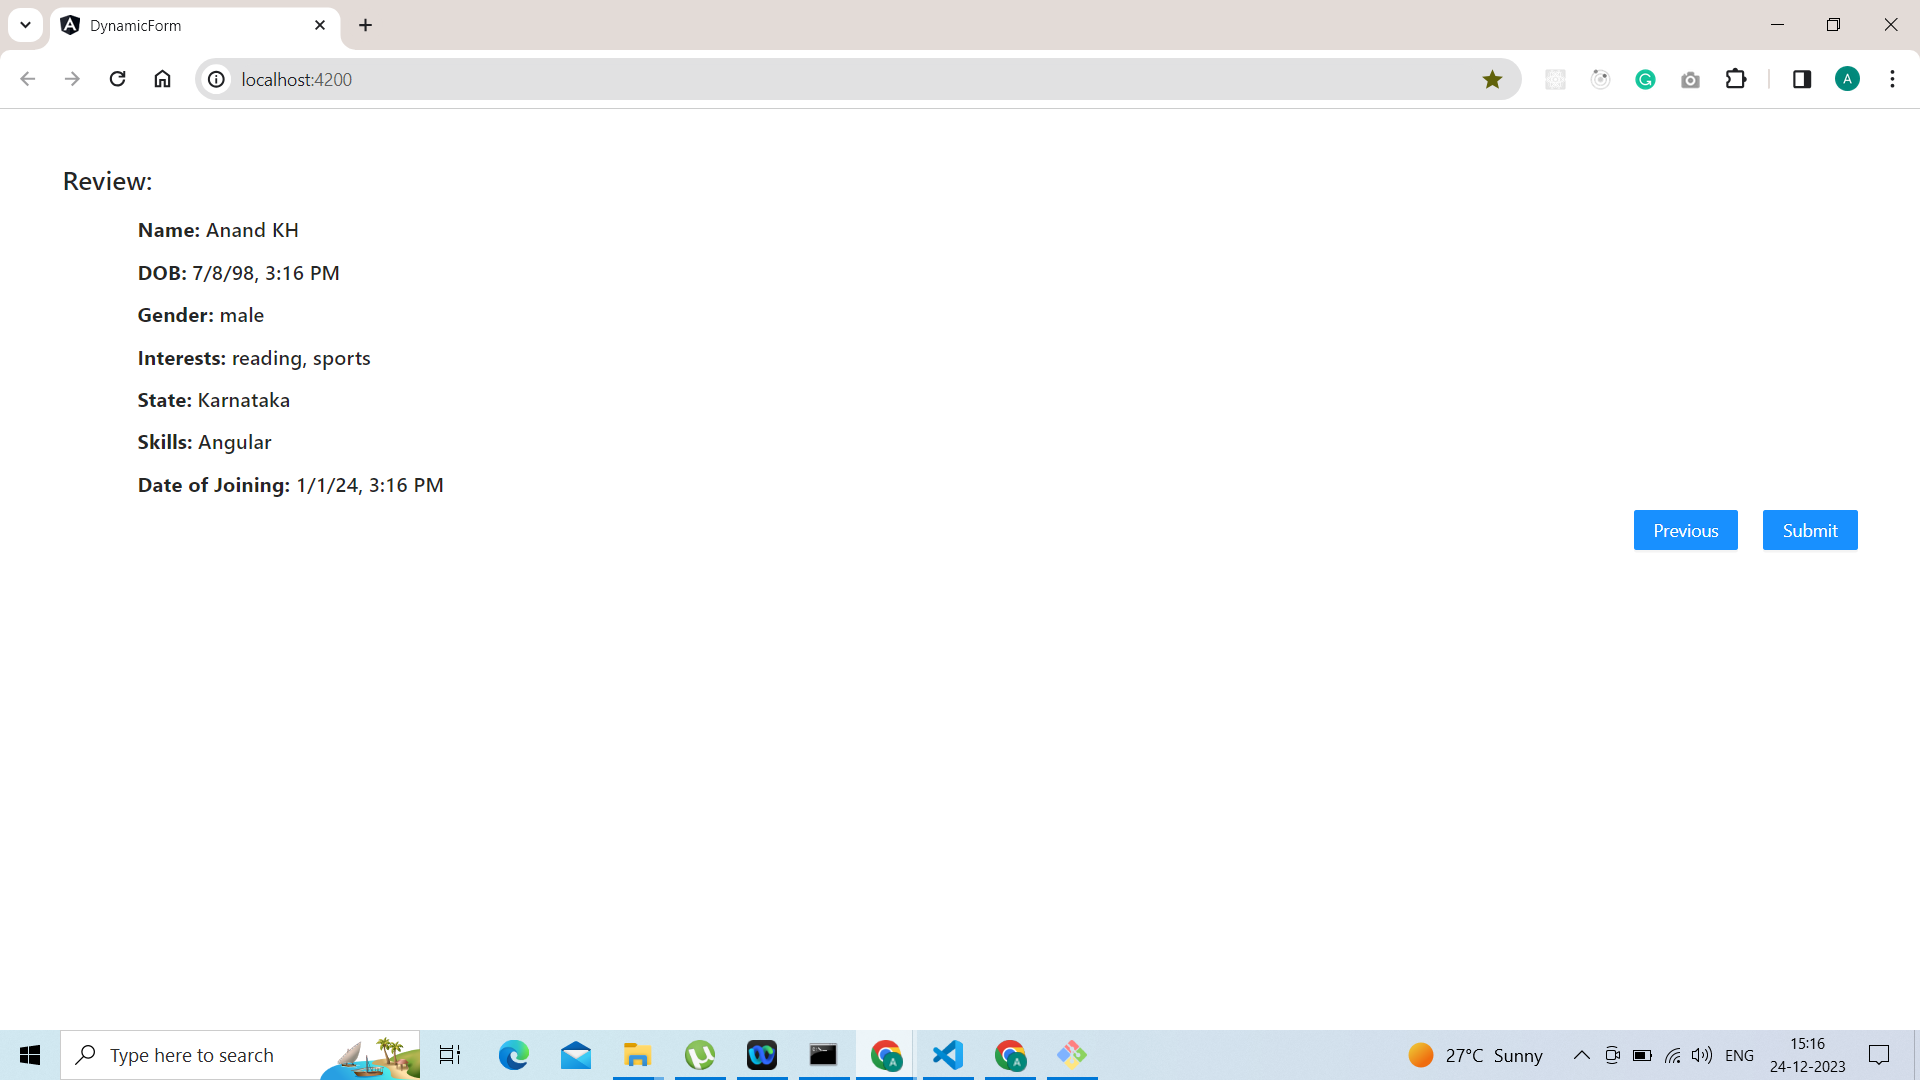 DynamicForm
localhost:4200
A
Review:
Name: Anand KH
DOB: 7/8/98, 3:16 PM
Gender: male
Interests: reading, sports
State: Karnataka
Skills: Angular
Date of Joining: 1/1/24, 3:16 PM
Previous Submit
Type here to search
27°C Sunny
ENG
15:16
24-12-2023